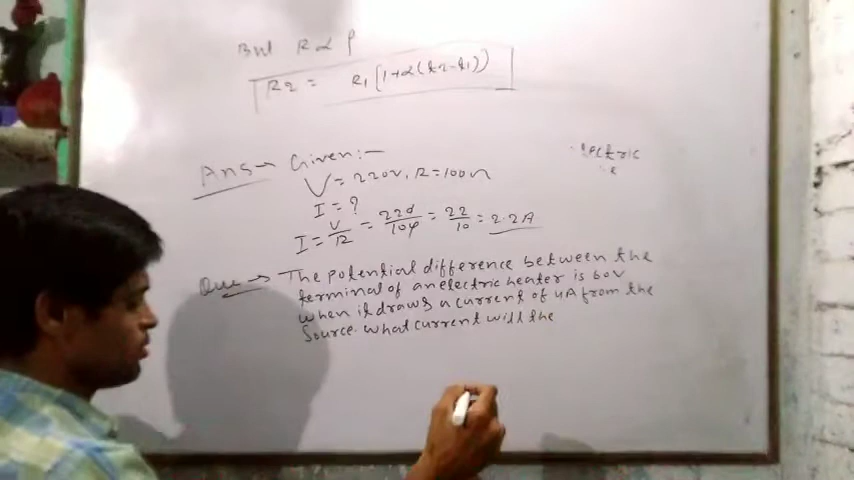 But R α ρ
R2 = R1[1+α(t2-t1)]
Ans → Given:-
V = 220V, R = 100Ω
I = ?
I = V/R = 220/100 = 22/10 = 2.2A
Que → The potential difference between the
terminal of an electric heater is 60V
when it draws a current of 4A from the
Source. what current will the